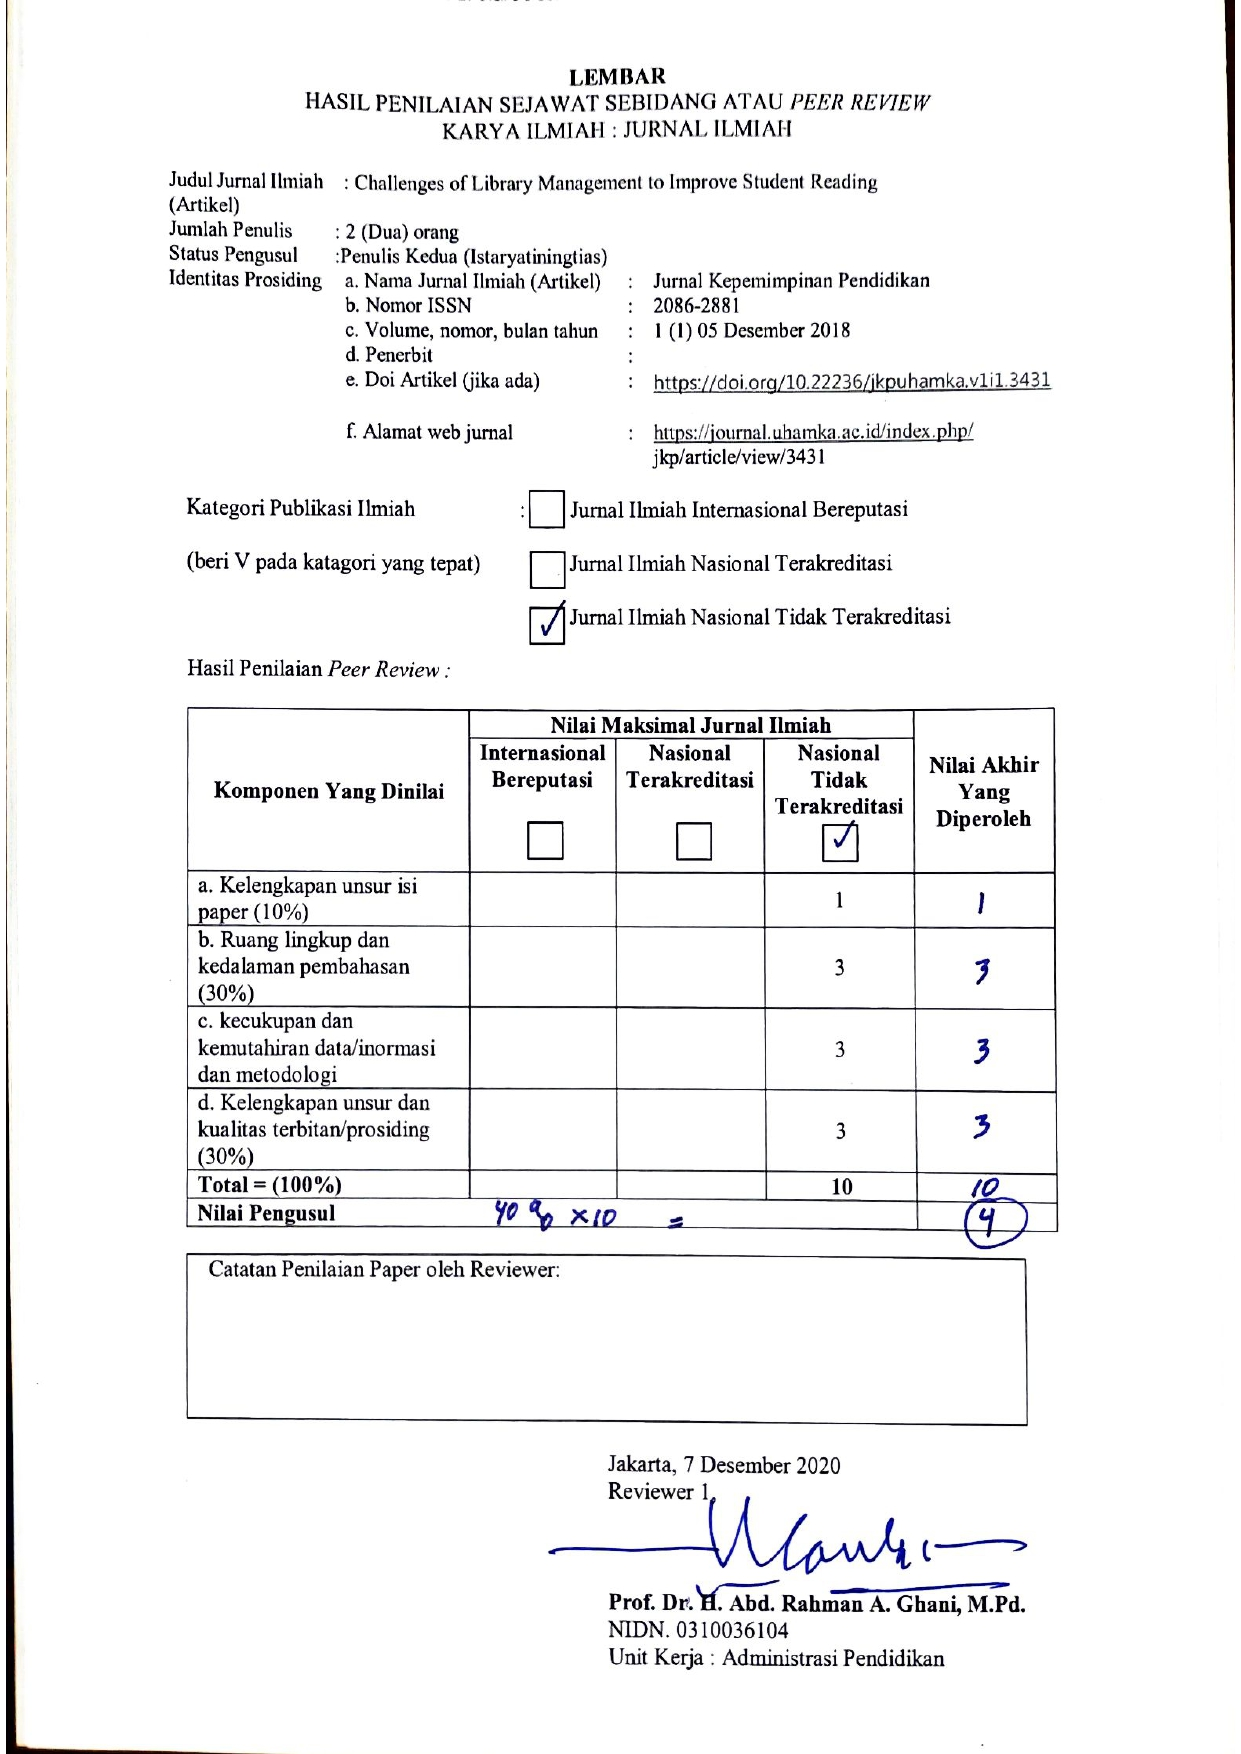 LEMBAR
HASIL PENILAIAN SEJAWAT SEBIDANG ATAU PEER REVIEW
KARYA ILMIAH : JURNAL ILMIAH
Judul Jurnal Ilmiah : Challenges of Library Management to Improve Student Reading
(Artikel)
Jumlah Penulis : 2 (Dua) orang
Status Pengusul :Penulis Kedua (Istaryatiningtias)
Identitas Prosiding a. Nama Jurnal Ilmiah (Artikel) : Jurnal Kepemimpinan Pendidikan
b. Nomor ISSN : 2086-2881
c. Volume, nomor, bulan tahun : 1 (1) 05 Desember 2018
d. Penerbit :
e. Doi Artikel (jika ada) : https://doi.org/10.22236/jkpuhamka.v1i1.3431
f. Alamat web jurnal : https://journal.uhamka.ac.id/index.php/
jkp/article/view/3431
Kategori Publikasi Ilmiah : Jurnal Ilmiah Internasional Bereputasi
(beri V pada katagori yang tepat) Jurnal Ilmiah Nasional Terakreditasi
✓ Jurnal Ilmiah Nasional Tidak Terakreditasi
Hasil Penilaian Peer Review :
Nilai Maksimal Jurnal Ilmiah
Komponen Yang Dinilai
Internasional
Bereputasi
Nasional
Terakreditasi
Nasional
Tidak
Terakreditasi
✓
Nilai Akhir
Yang
Diperoleh
a. Kelengkapan unsur isi
paper (10%) 1 1
b. Ruang lingkup dan
kedalaman pembahasan 3 3
(30%)
c. kecukupan dan
kemutahiran data/inormasi 3 3
dan metodologi
d. Kelengkapan unsur dan
kualitas terbitan/prosiding 3 3
(30%)
Total = (100%) 10 10
Nilai Pengusul 40 % x10 = 4
Catatan Penilaian Paper oleh Reviewer:
Jakarta, 7 Desember 2020
Reviewer 1,
Prof. Dr. H. Abd. Rahman A. Ghani, M.Pd.
NIDN. 0310036104
Unit Kerja : Administrasi Pendidikan